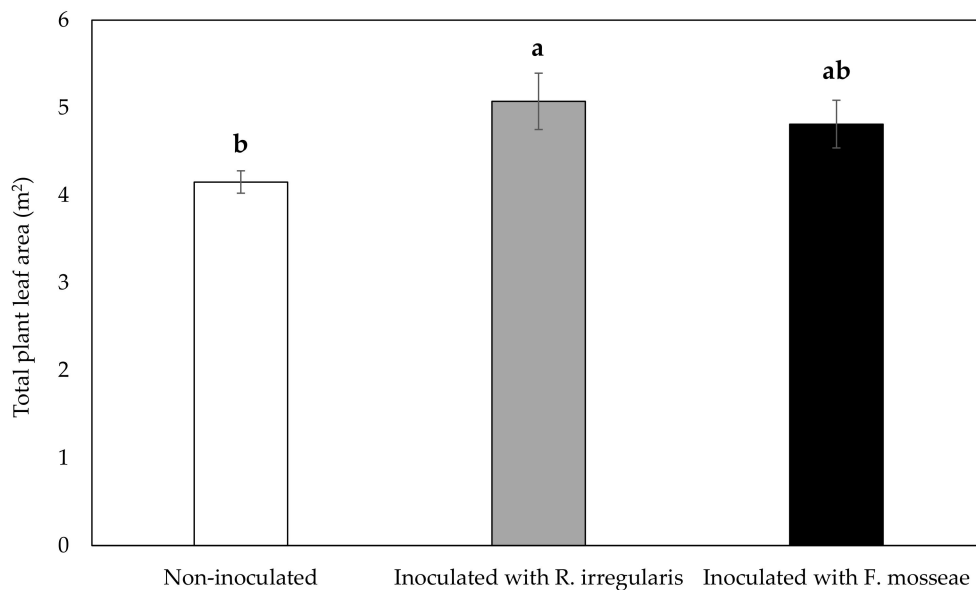 6
5
4
3
2
1
0
Total plant leaf area (m²)
b
a
ab
Non-inoculated
Inoculated with R. irregularis
Inoculated with F. mosseae